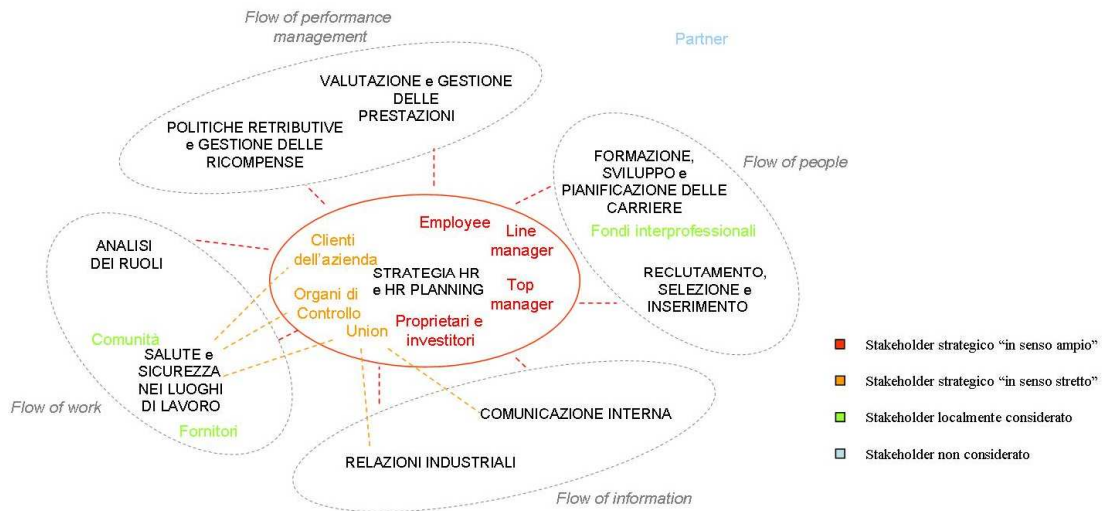 Flow of performance
management
Partner
VALUTAZIONE e GESTIONE
DELLE
PRESTAZIONI
POLITICHE RETRIBUTIVE
e GESTIONE DELLE
RICOMPENSE
FORMAZIONE,
SVILUPPO e
PIANIFICAZIONE DELLE
CARRIERE
Flow of people
Fondi interprofessionali
RECLUTAMENTO,
SELEZIONE e
INSERIMENTO
Employee
Line
manager
Clienti
dell'azienda
STRATEGIA HR
e HR PLANNING
Top
manager
Organi di
Controllo
Union
Proprietari e
investitori
ANALISI
DEI RUOLI
Comunità
SALUTE e
SICUREZZA
NEI LUOGHI
DI LAVORO
Flow of work
Fornitori
COMUNICAZIONE INTERNA
RELAZIONI INDUSTRIALI
Flow of information
Stakeholder strategico "in senso ampio"
Stakeholder strategico "in senso stretto"
Stakeholder localmente considerato
Stakeholder non considerato